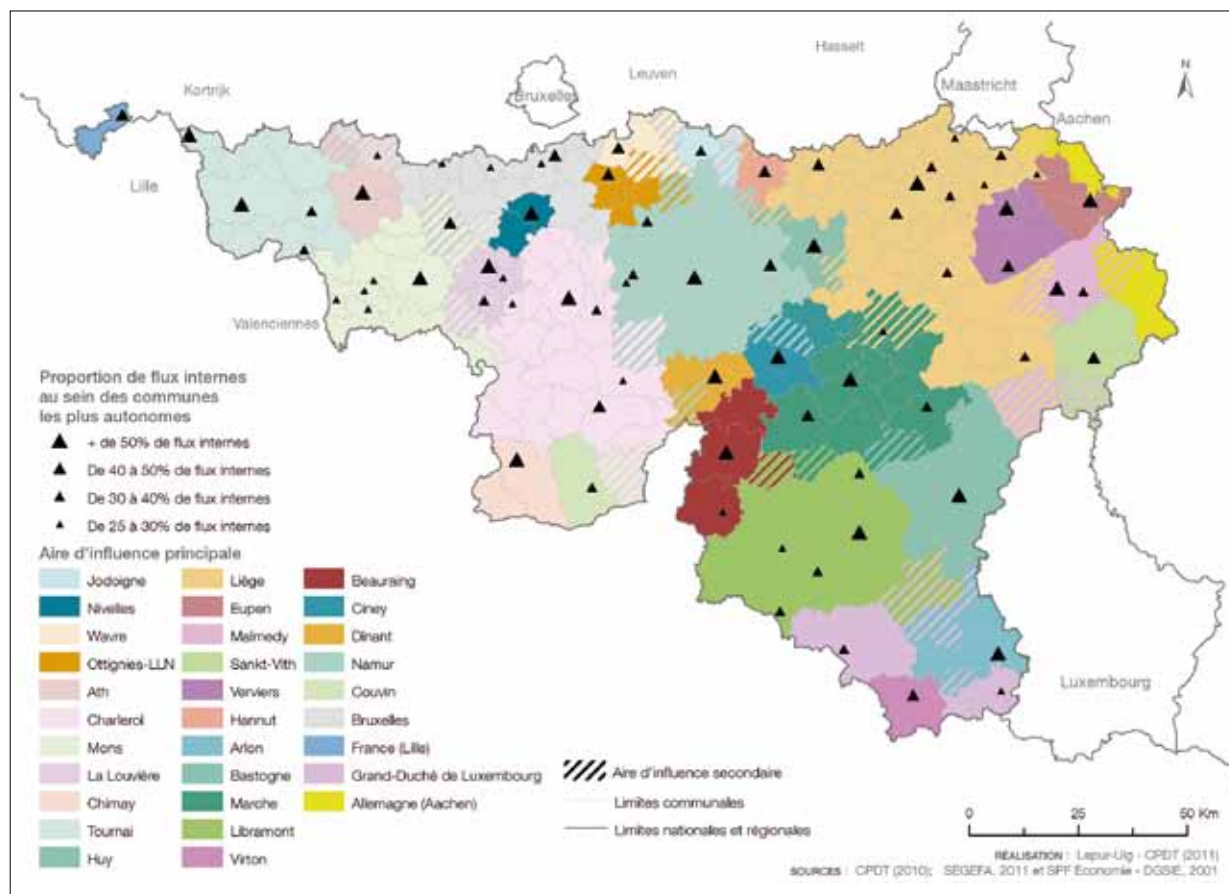 Kortrijk
Bruxelles
Leuven
Hasselt
Maastricht
Aachen
N
Lille
Valenciennes
Luxembourg
Proportion de flux internes
au sein des communes
les plus autonomes
+ de 50% de flux internes
De 40 à 50% de flux internes
De 30 à 40% de flux internes
De 25 à 30% de flux internes
Aire d'influence principale
Jodoigne
Nivelles
Wavre
Ottignies-LLN
Ath
Charleroi
Mons
La Louvière
Chimay
Tournai
Huy
Liège
Eupen
Malmedy
Sankt-Vith
Verviers
Hannut
Arlon
Bastogne
Marche
Libramont
Virton
Beauraing
Ciney
Dinant
Namur
Couvin
Bruxelles
France (Lille)
Grand-Duché de Luxembourg
Allemagne (Aachen)
Aire d'influence secondaire
Limites communales
Limites nationales et régionales
0 25 50 Km
RÉALISATION : Lepur-Ulg - CPDT (2011)
SOURCES : CPDT (2010); SEGEFA, 2011 et SPF Economie - DGSIE, 2001